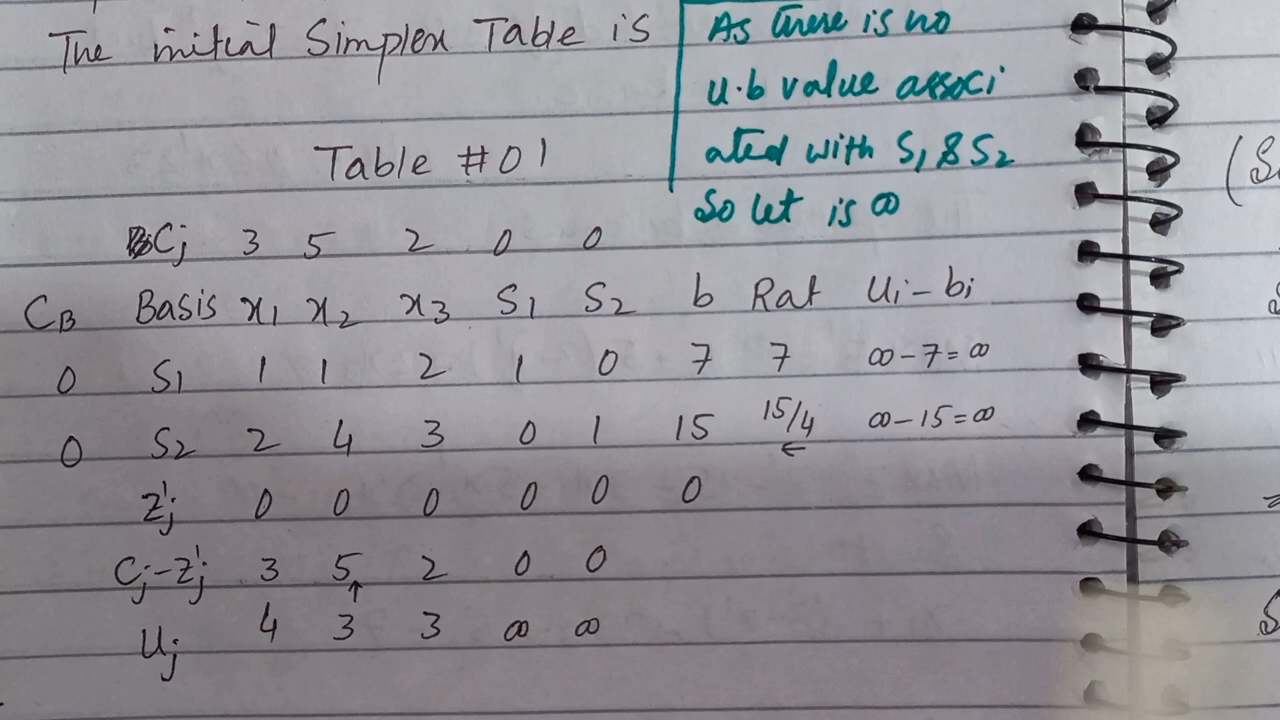 The initial Simplex Table is
As there is no
u.b value associ
ated with S1 & S2
So let is ∞
Table #01
Cj 3 5 2 0 0
CB Basis x1 x2 x3 S1 S2 b Rat Ui-bi
0 S1 1 1 2 1 0 7 7 ∞-7=∞
0 S2 2 4 3 0 1 15 15/4 ∞-15=∞
←
Z'j 0 0 0 0 0 0
Cj-Z'j 3 5 2 0 0
↑
Uj 4 3 3 ∞ ∞